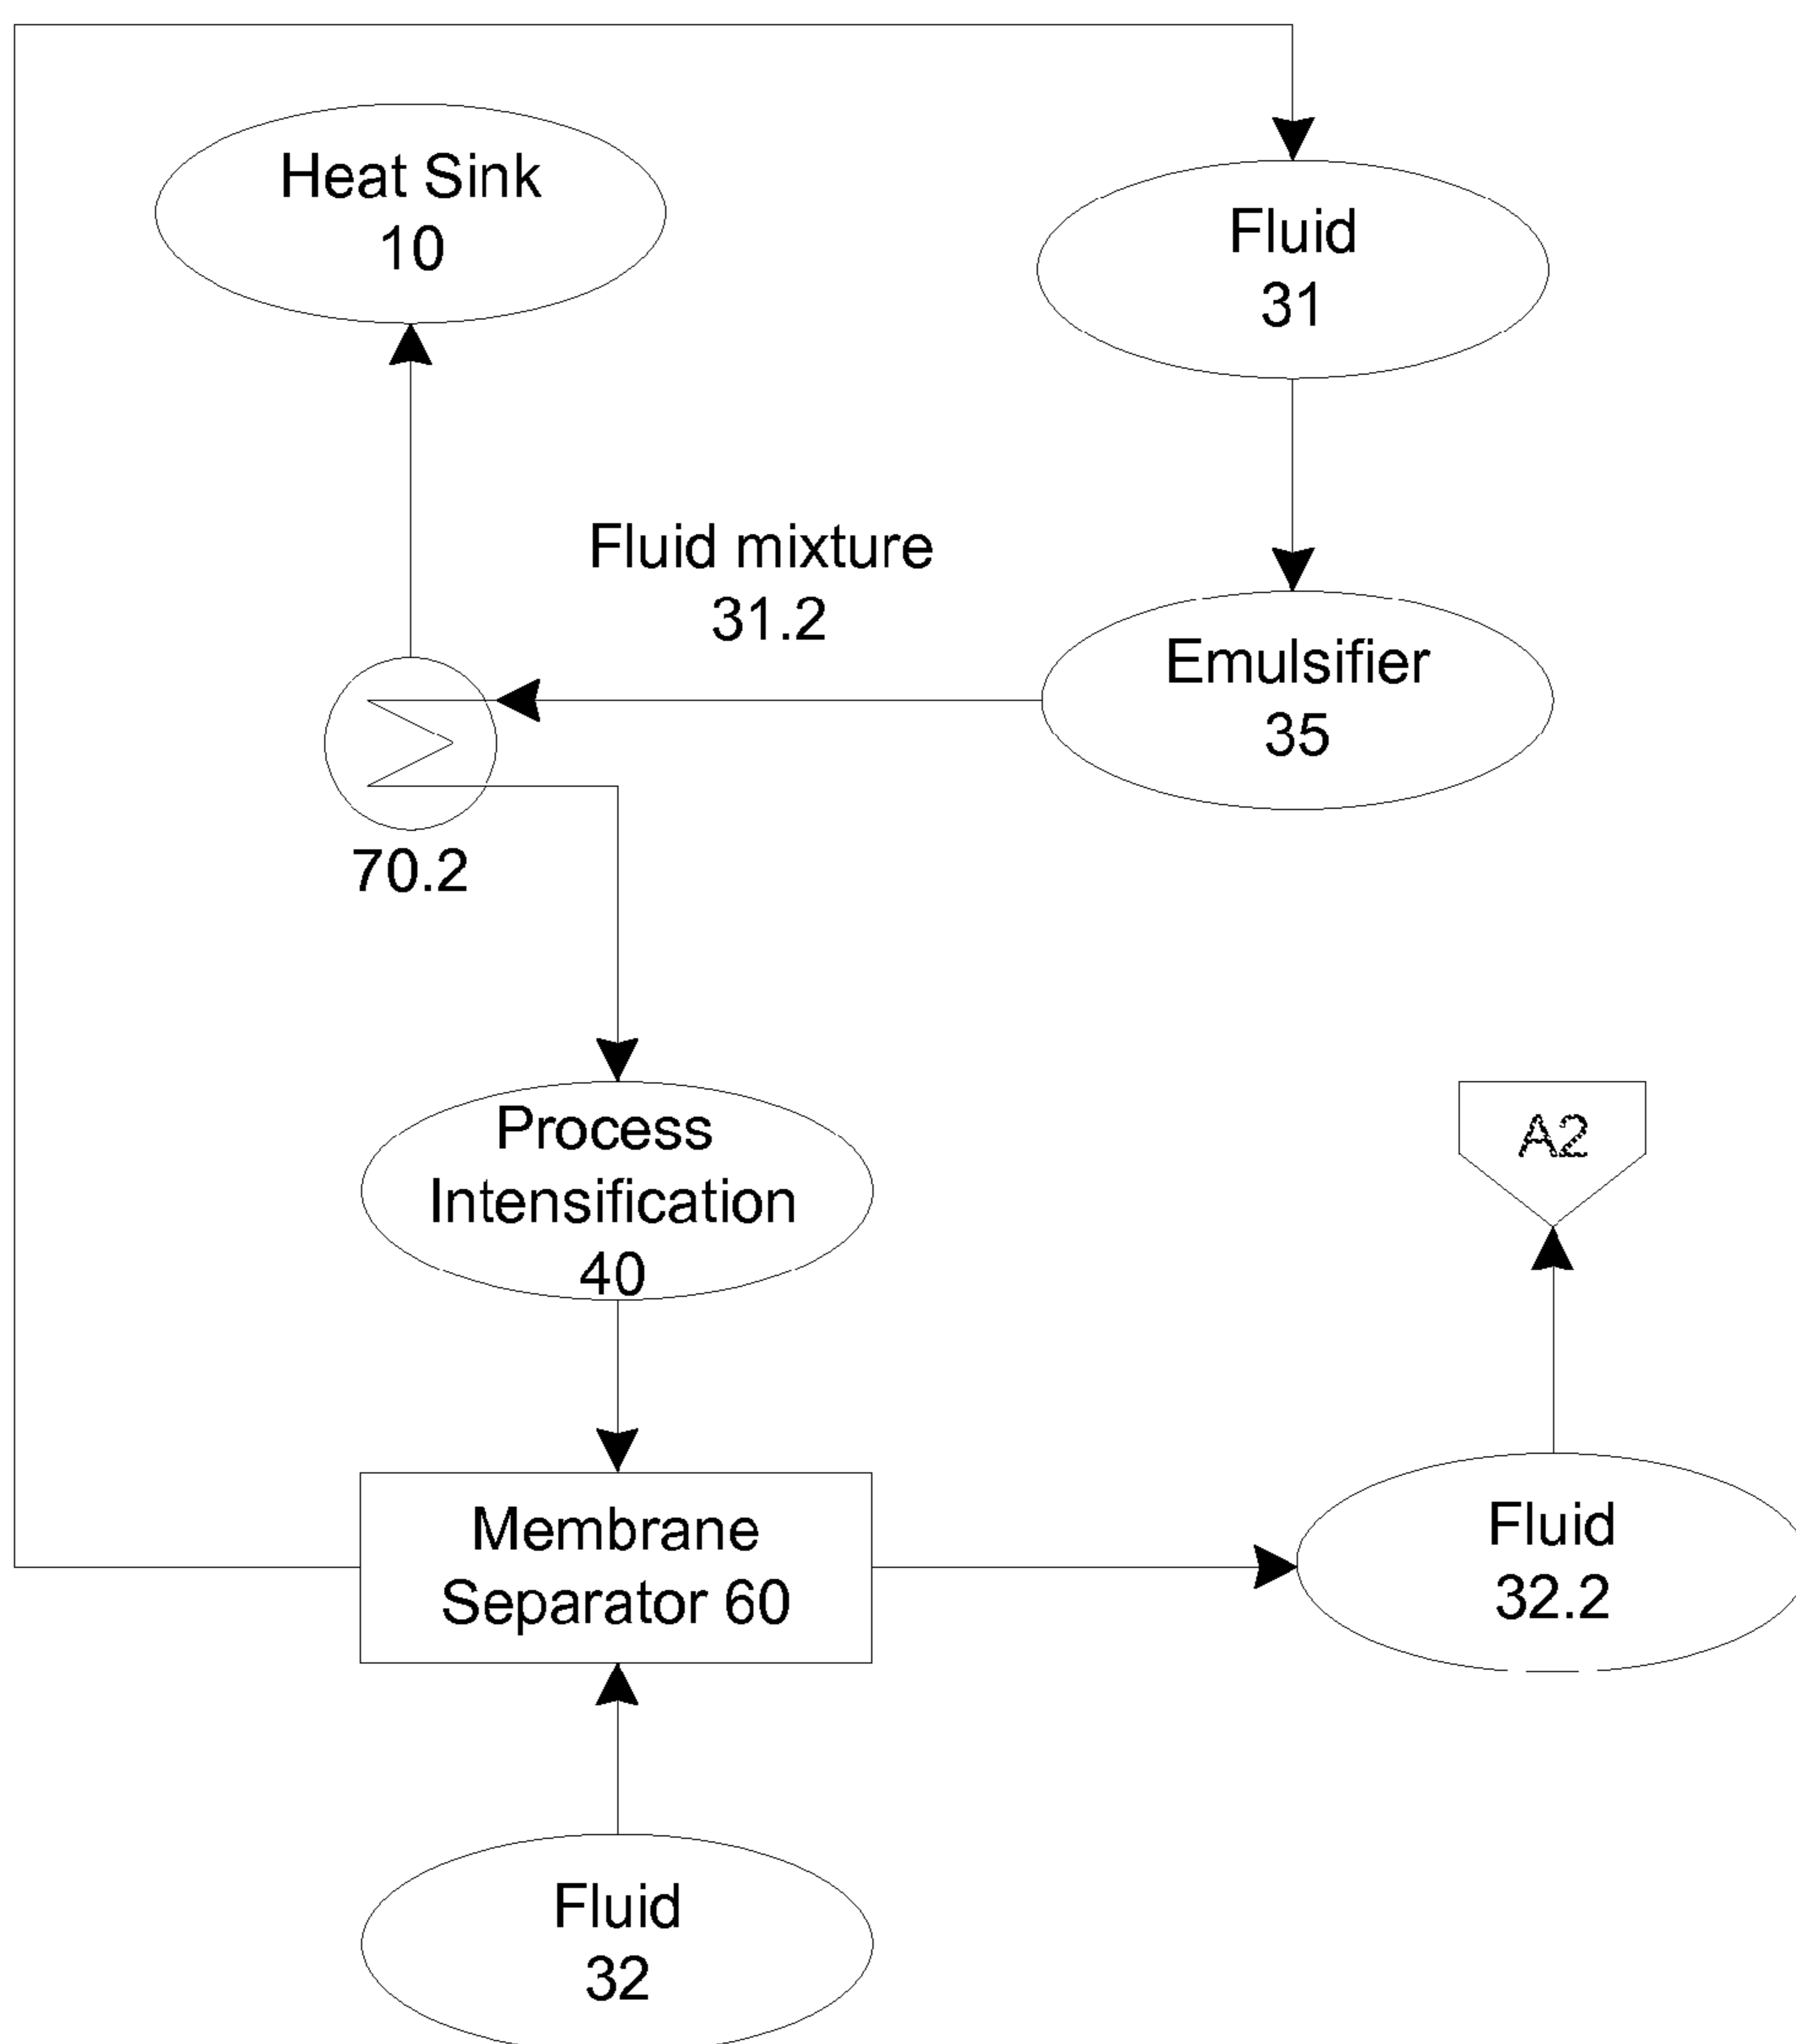 Heat Sink
10
Fluid
31
Fluid mixture
31.2
Emulsifier
35
70.2
Process
Intensification
40
A2
Membrane
Separator 60
Fluid
32.2
Fluid
32